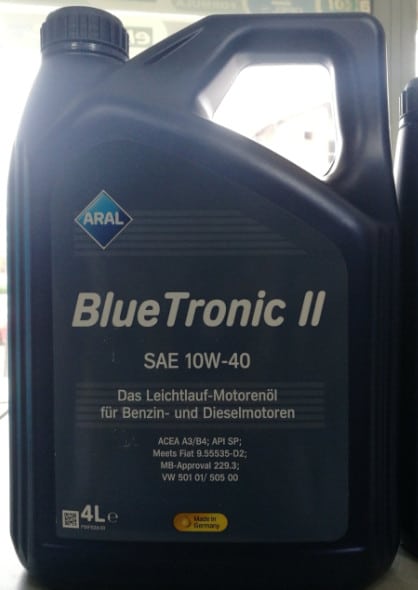 ARAL
BlueTronic II
SAE 10W-40
Das Leichtlauf-Motorenöl
für Benzin- und Dieselmotoren
ACEA A3/B4; API SP;
Meets Fiat 9.55535-D2;
MB-Approval 229.3;
VW 501 01/ 505 00
4L e
Made in
Germany